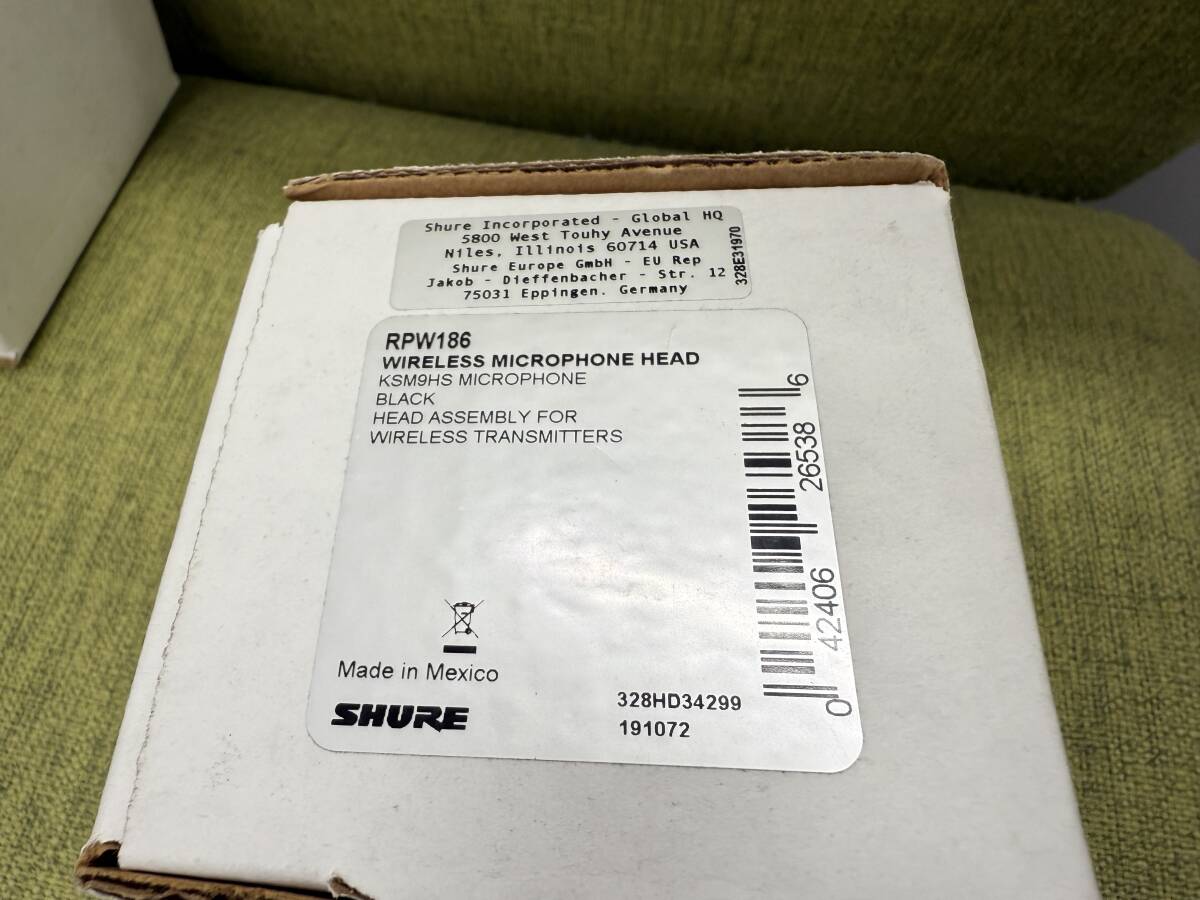 Shure Incorporated - Global HQ
5800 West Touhy Avenue
Niles, Illinois 60714 USA
Shure Europe GmbH - EU Rep
Jakob - Dieffenbacher - Str. 12
75031 Eppingen. Germany
328E31970
RPW186
WIRELESS MICROPHONE HEAD
KSM9HS MICROPHONE
BLACK
HEAD ASSEMBLY FOR
WIRELESS TRANSMITTERS
0 42406 26538 6
Made in Mexico
SHURE
328HD34299
191072